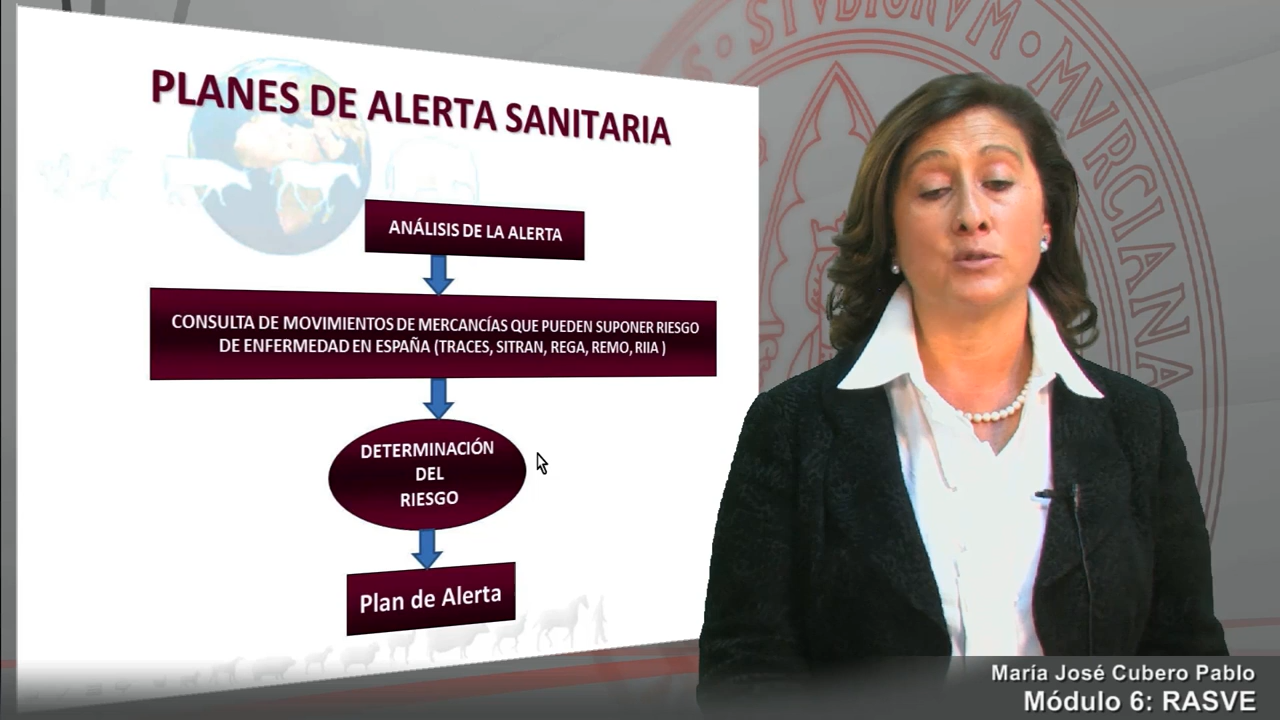 PLANES DE ALERTA SANITARIA
ANÁLISIS DE LA ALERTA
CONSULTA DE MOVIMIENTOS DE MERCANCÍAS QUE PUEDEN SUPONER RIESGO
DE ENFERMEDAD EN ESPAÑA (TRACES, SITRAN, REGA, REMO, RIIA )
DETERMINACIÓN
DEL
RIESGO
Plan de Alerta
STVDIORVM
MVRCIANA
María José Cubero Pablo
Módulo 6: RASVE